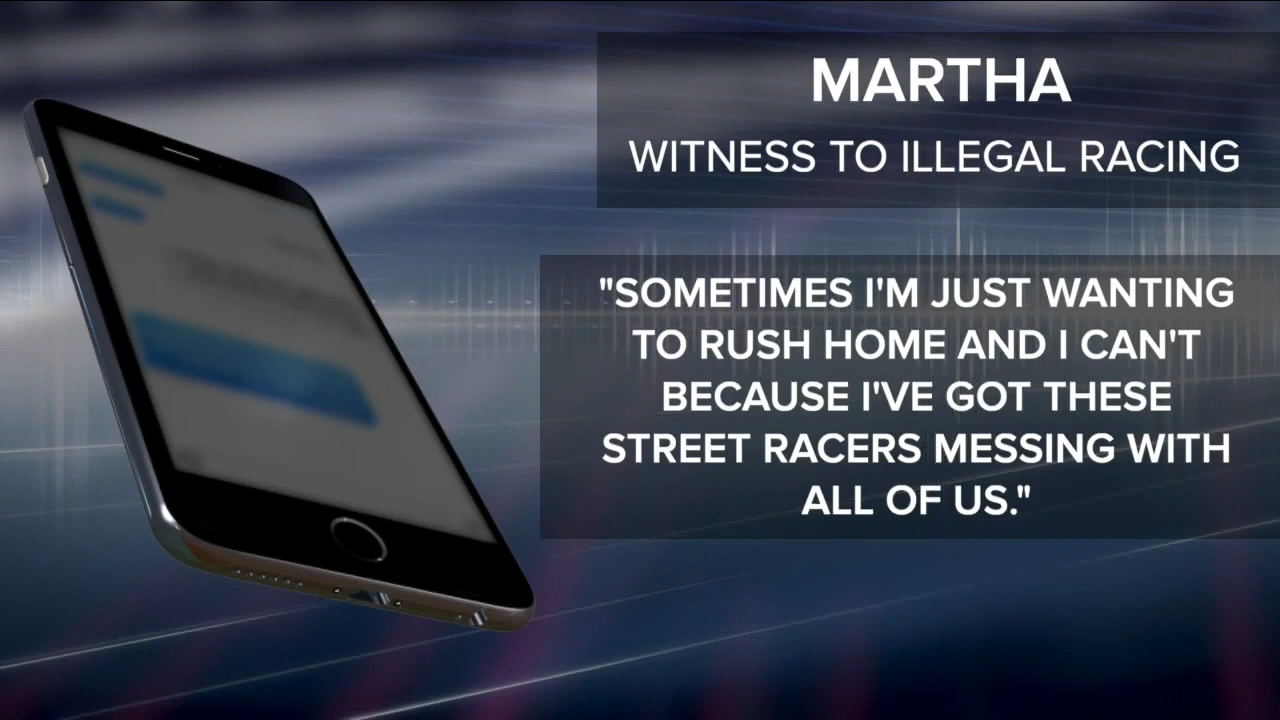 MARTHA
WITNESS TO ILLEGAL RACING
"SOMETIMES I'M JUST WANTING
TO RUSH HOME AND I CAN'T
BECAUSE I'VE GOT THESE
STREET RACERS MESSING WITH
ALL OF US."